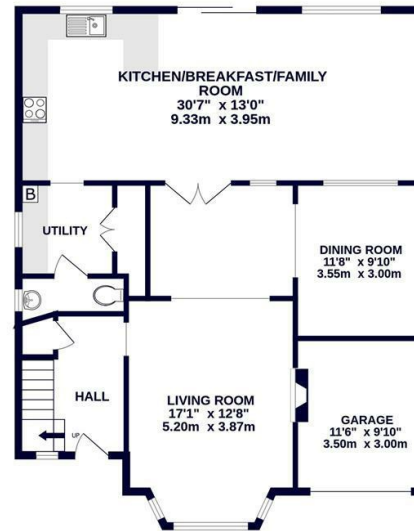 KITCHEN/BREAKFAST/FAMILY
ROOM
30'7" x 13'0"
9.33m x 3.95m
B
UTILITY
DINING ROOM
11'8" x 9'10"
3.55m x 3.00m
HALL
UP
LIVING ROOM
17'1" x 12'8"
5.20m x 3.87m
GARAGE
11'6" x 9'10"
3.50m x 3.00m